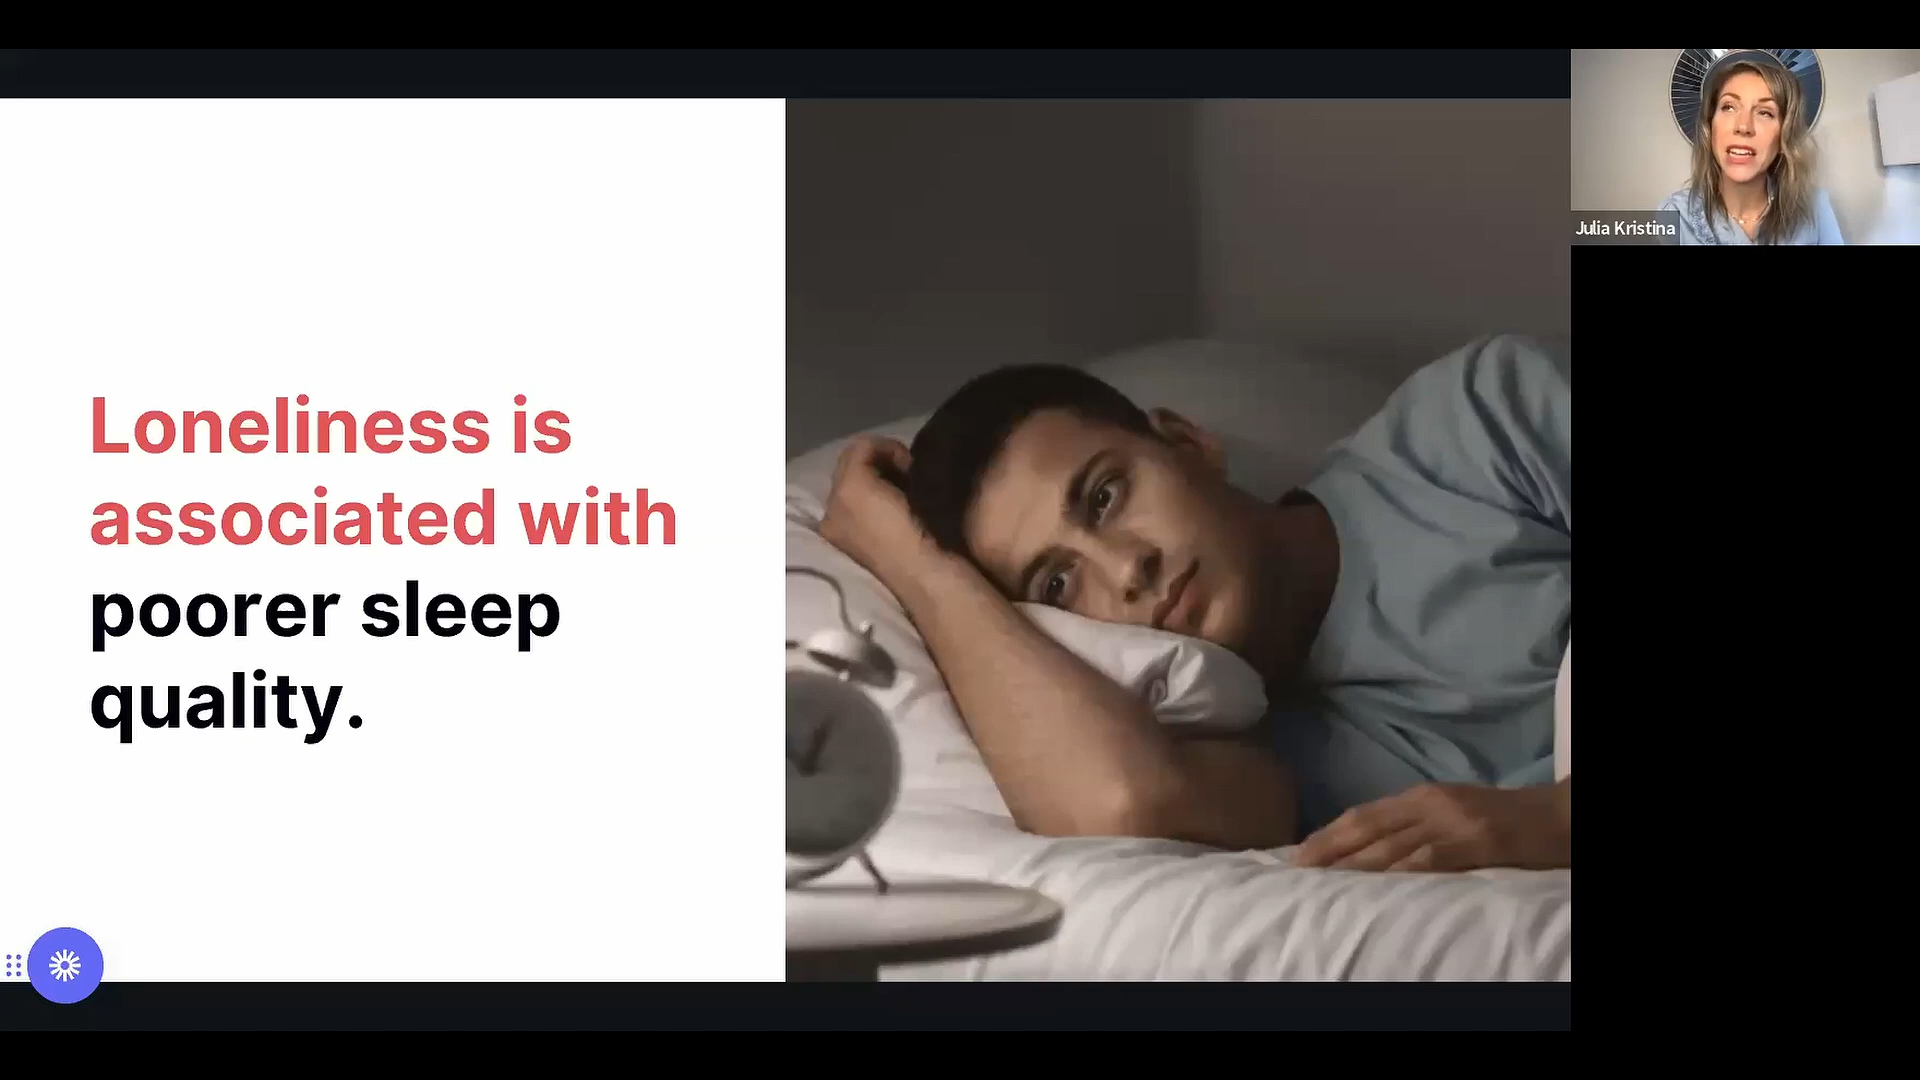 Loneliness is
associated with
poorer sleep
quality.
Julia Kristina